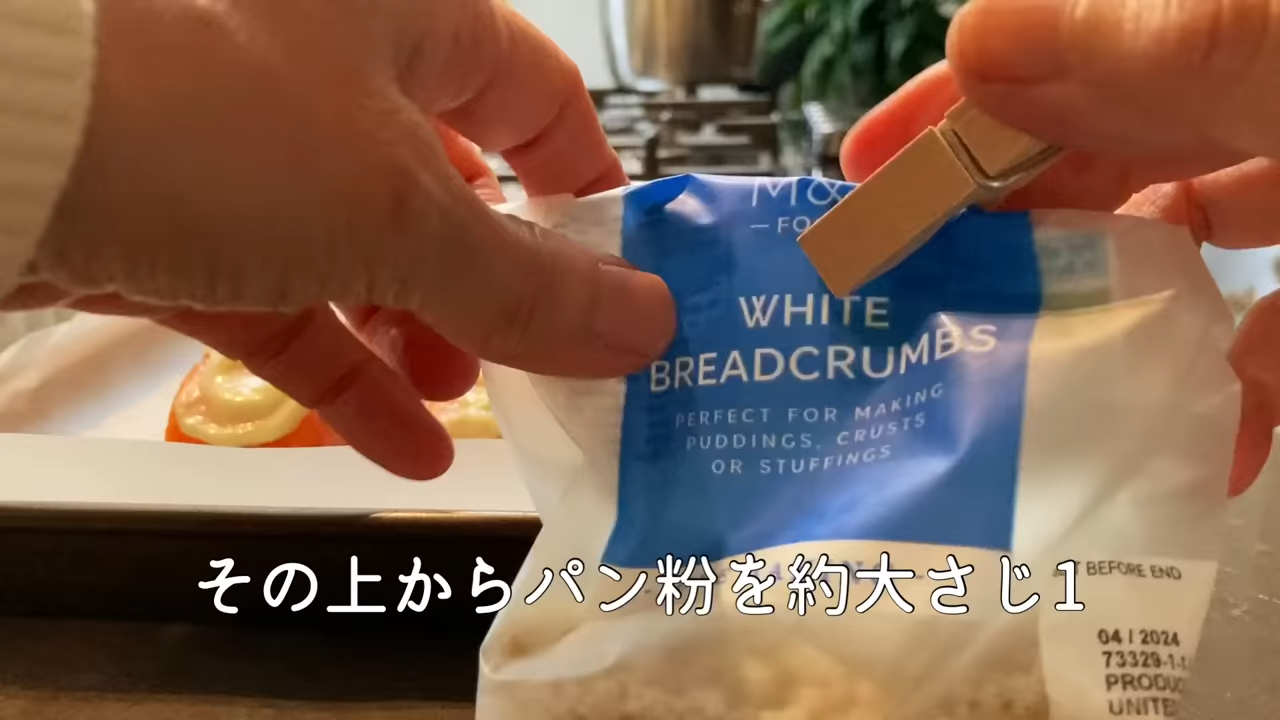 M&
WHITE
BREADCRUMBS
PERFECT FOR MAKING
PUDDINGS, CRUSTS
OR STUFFINGS
その上からパン粉を約大さじ1
BEFORE END
04 / 2024